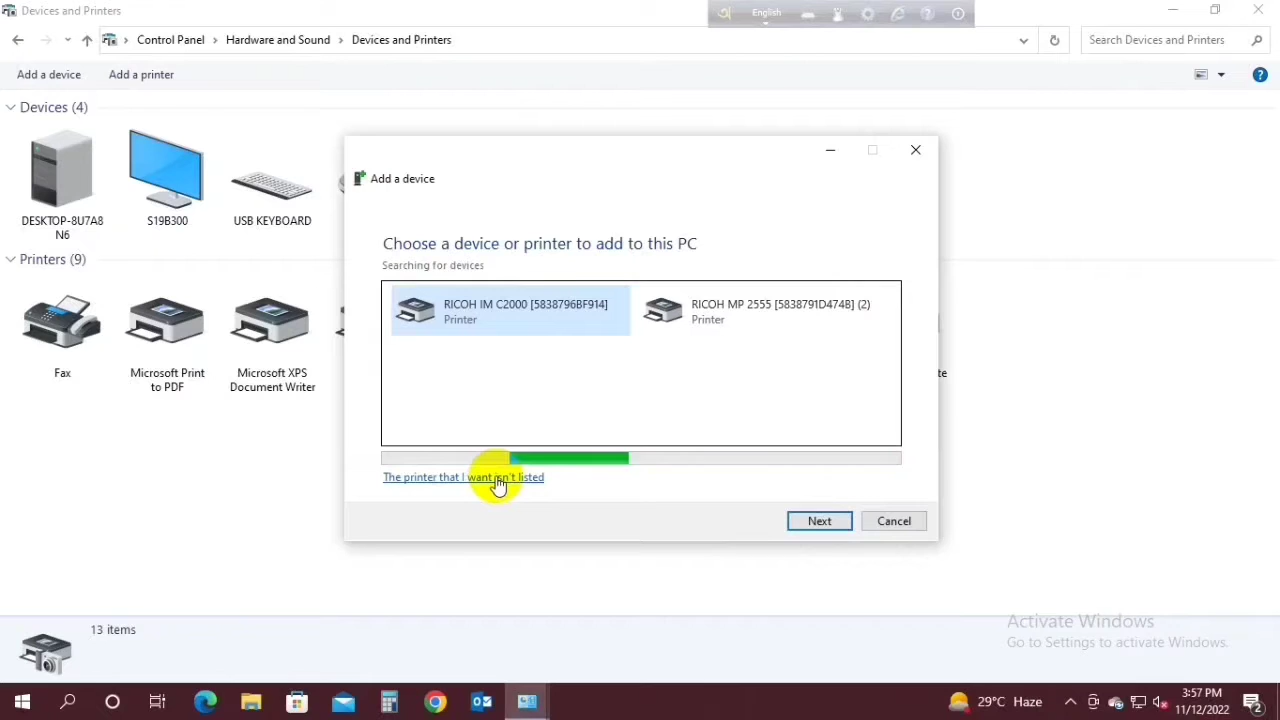 Devices and Printers
English
Control Panel > Hardware and Sound > Devices and Printers
Search Devices and Printers
Add a device
Add a printer
Devices (4)
DESKTOP-8U7A8
N6
S19B300
USB KEYBOARD
Printers (9)
Fax
Microsoft Print
to PDF
Microsoft XPS
Document Writer
te
Add a device
Choose a device or printer to add to this PC
Searching for devices
RICOH IM C2000 [5838796BF914]
Printer
RICOH MP 2555 [5838791D474B] (2)
Printer
The printer that I want isn't listed
Next
Cancel
13 items
Activate Windows
Go to Settings to activate Windows.
29°C Haze
3:57 PM
11/12/2022
2